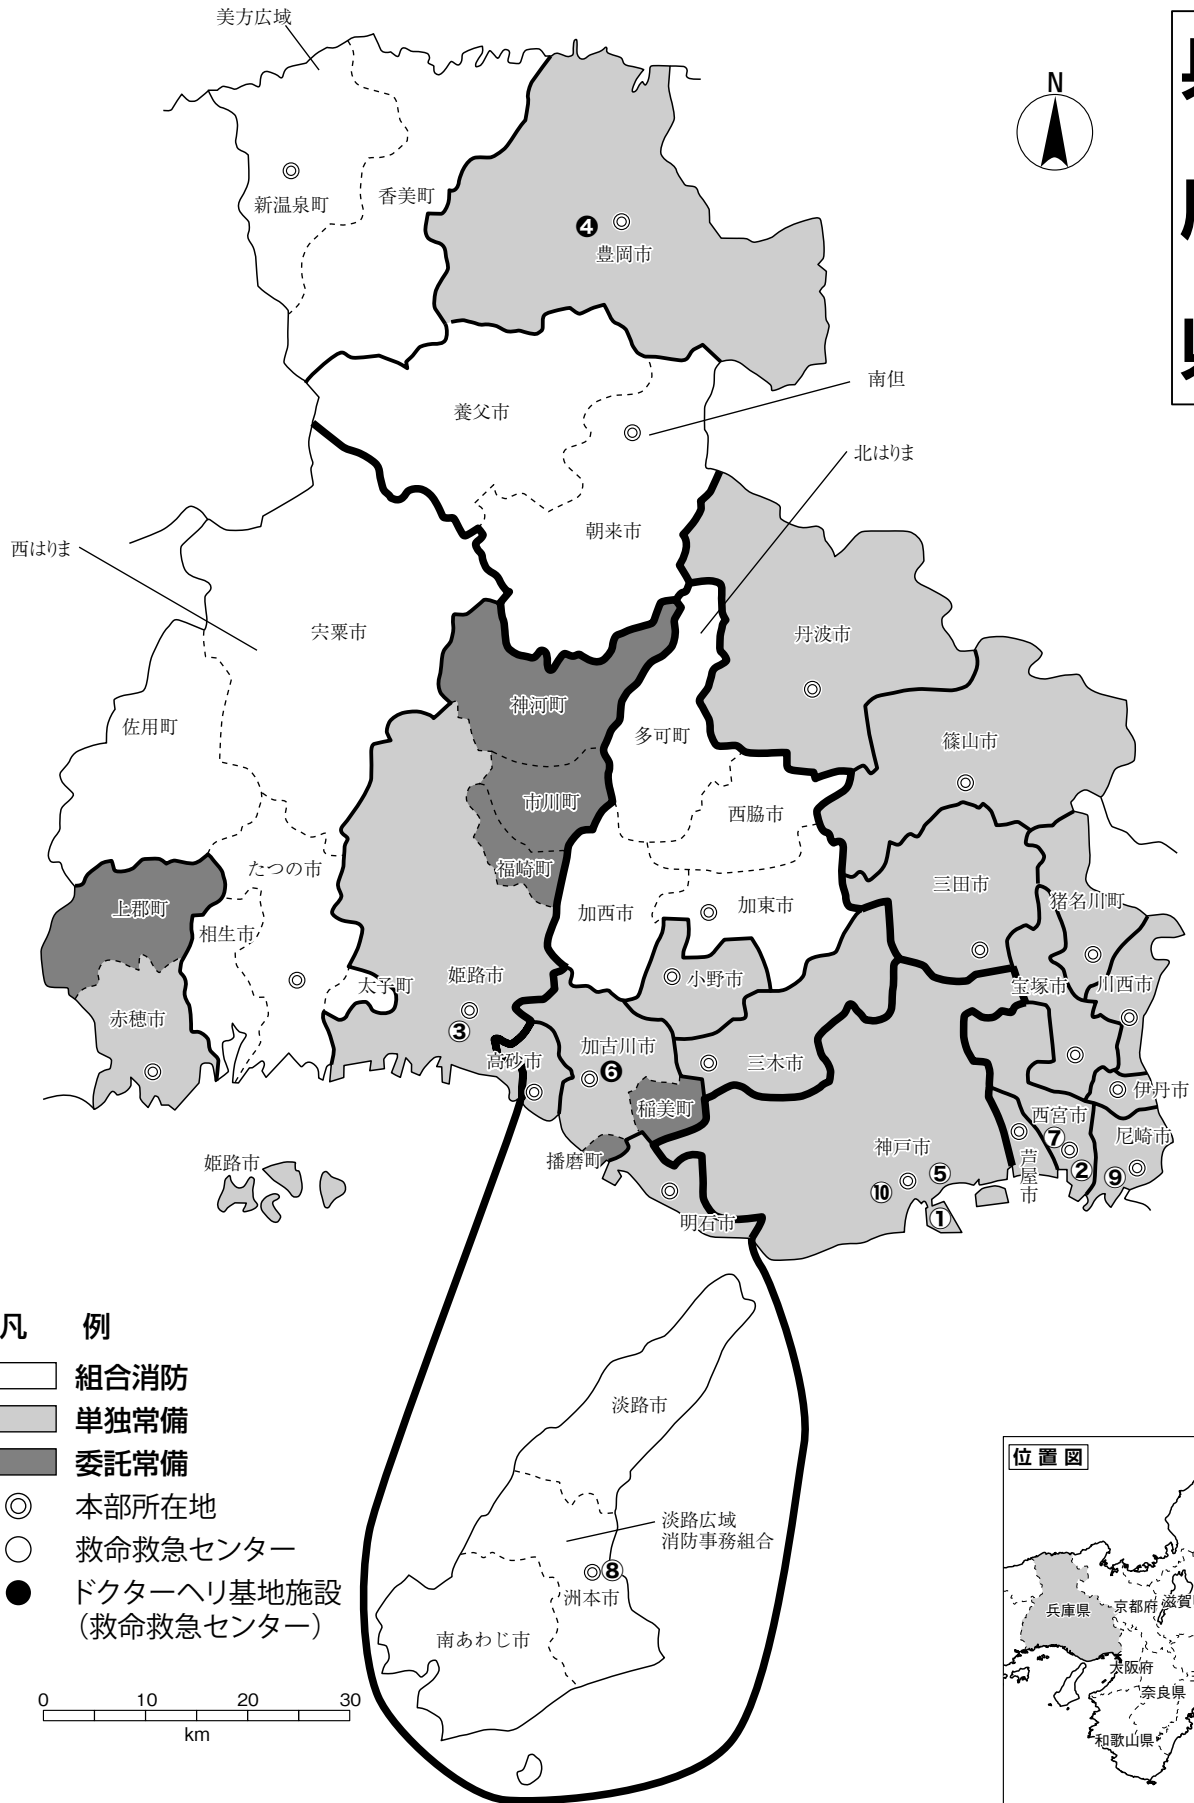 美方広域
N
新温泉町
香美町
④
豊岡市
養父市
南但
北はりま
朝来市
西はりま
宍粟市
丹波市
神河町
佐用町
多可町
篠山市
市川町
西脇市
福崎町
たつの市
三田市
上郡町
加西市
加東市
猪名川町
相生市
太子町
姫路市
小野市
宝塚市
川西市
赤穂市
③
高砂市
加古川市
⑥
三木市
稲美町
伊丹市
西宮市
尼崎市
⑦
播磨町
神戸市
芦屋市
②
⑨
姫路市
⑤
⑩
①
明石市
凡 例
組合消防
単独常備
委託常備
本部所在地
救命救急センター
ドクターヘリ基地施設
(救命救急センター)
淡路市
淡路広域
消防事務組合
⑧
洲本市
南あわじ市
0 10 20 30
km
位置図
兵庫県
京都府
大阪府
奈良県
和歌山県